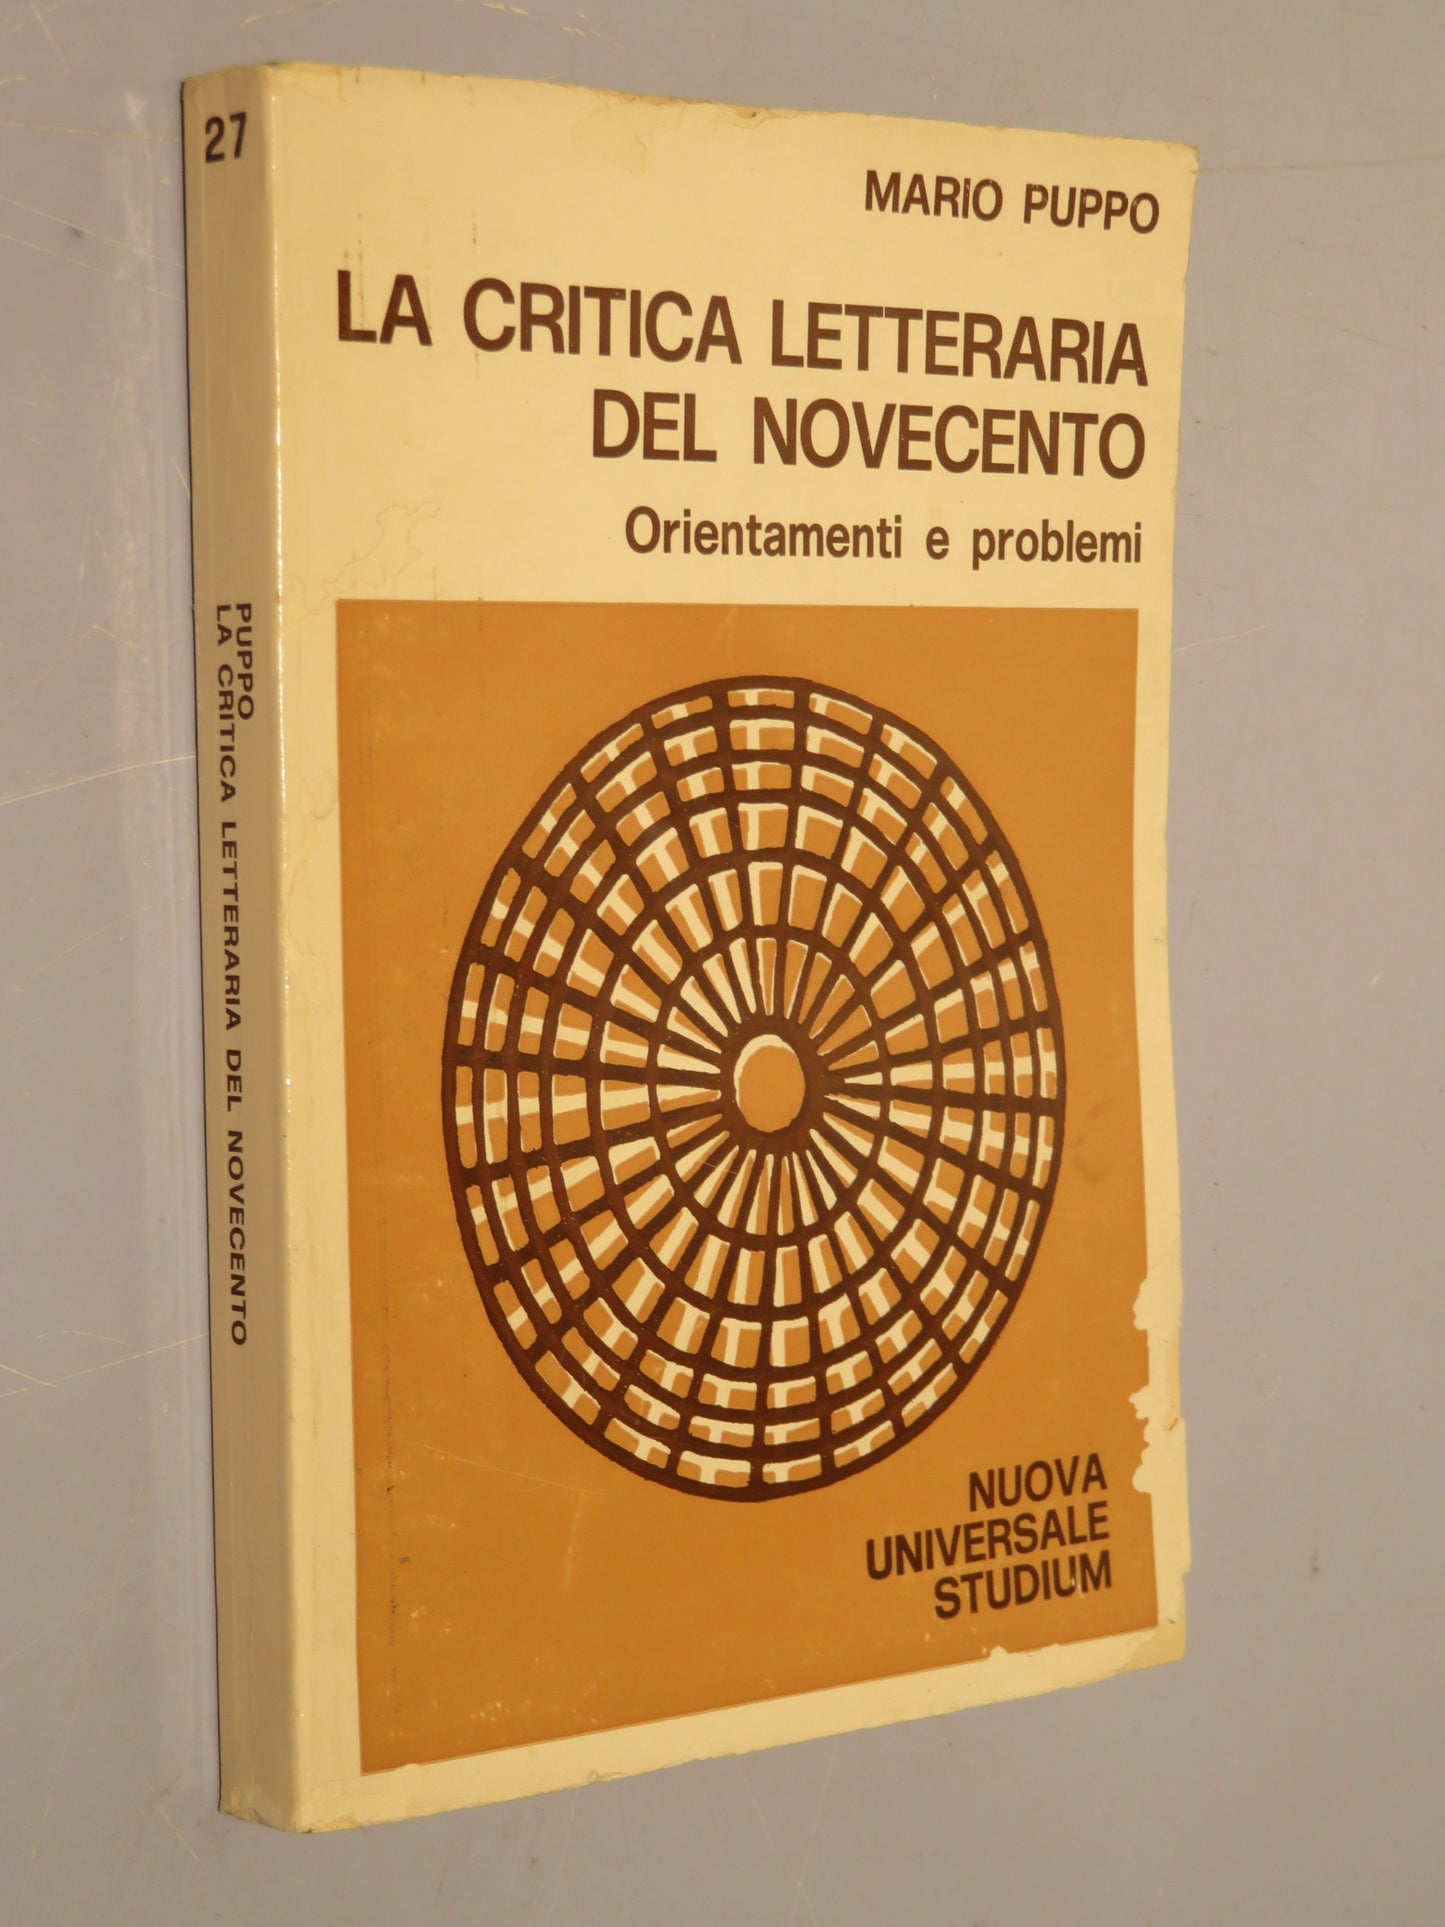 27
PUPPO
LA CRITICA LETTERARIA DEL NOVECENTO
MARIO PUPPO
LA CRITICA LETTERARIA
DEL NOVECENTO
Orientamenti e problemi
NUOVA
UNIVERSALE
STUDIUM